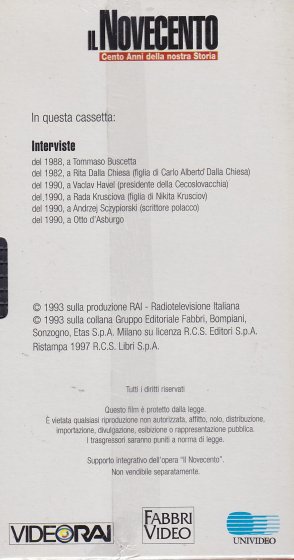 IL NOVECENTO
Cento Anni della nostra Storia
In questa cassetta:
Interviste
del 1988, a Tommaso Buscetta
del 1982, a Rita Dalla Chiesa (figlia di Carlo Alberto Dalla Chiesa)
del 1990, a Vaclav Havel (presidente della Cecoslovacchia)
del 1990, a Rada Krusciova (figlia di Nikita Krusciov)
del 1990, a Andrzej Sczypiorski (scrittore polacco)
del 1990, a Otto d'Asburgo
© 1993 sulla produzione RAI - Radiotelevisione Italiana
© 1993 sulla collana Gruppo Editoriale Fabbri, Bompiani,
Sonzogno, Etas S.p.A. Milano su licenza R.C.S. Editori S.p.A.
Ristampa 1997 R.C.S. Libri S.p.A.
Tutti i diritti riservati
Questo film è protetto dalla legge.
È vietata qualsiasi riproduzione non autorizzata, affitto, nolo, distribuzione,
importazione, divulgazione, esibizione o rappresentazione pubblica.
i trasgressori saranno puniti a norma di legge.
Supporto integrativo dell'opera "Il Novecento".
Non vendibile separatamente.
VIDEORAI
FABBRI
VIDEO
UNIVIDEO